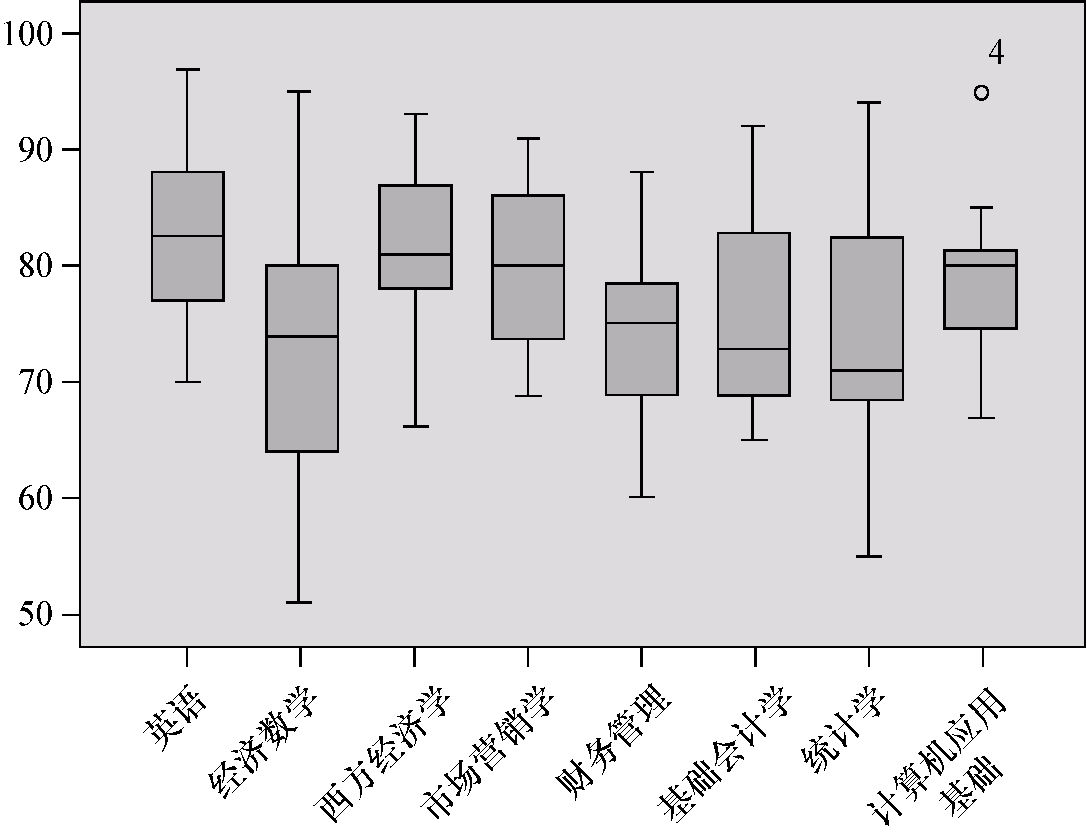 100
4
90
80
70
60
50
英语
经济数学
西方经济学
市场营销学
财务管理
基础会计学
统计学
计算机应用
基础